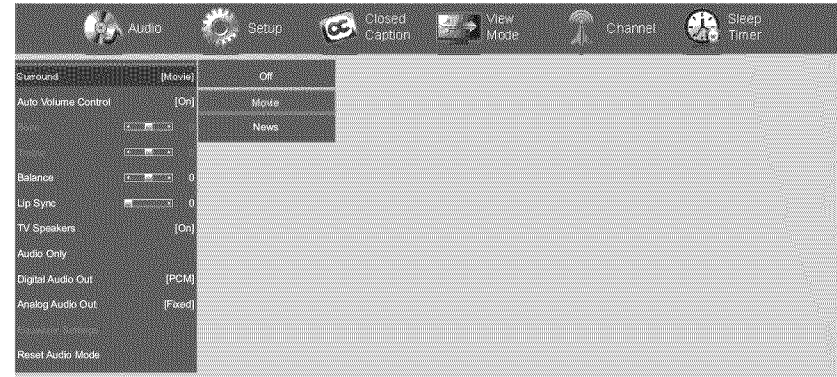 Audio
Setup
Closed Caption
View Mode
Channel
Sleep Timer
Surround [Movie]
Auto Volume Control [On]
Balance 0
Lip Sync 0
TV Speakers [On]
Audio Only
Digital Audio Out [PCM]
Analog Audio Out [Fixed]
Equalizer Settings
Reset Audio Mode
Off
Movie
News